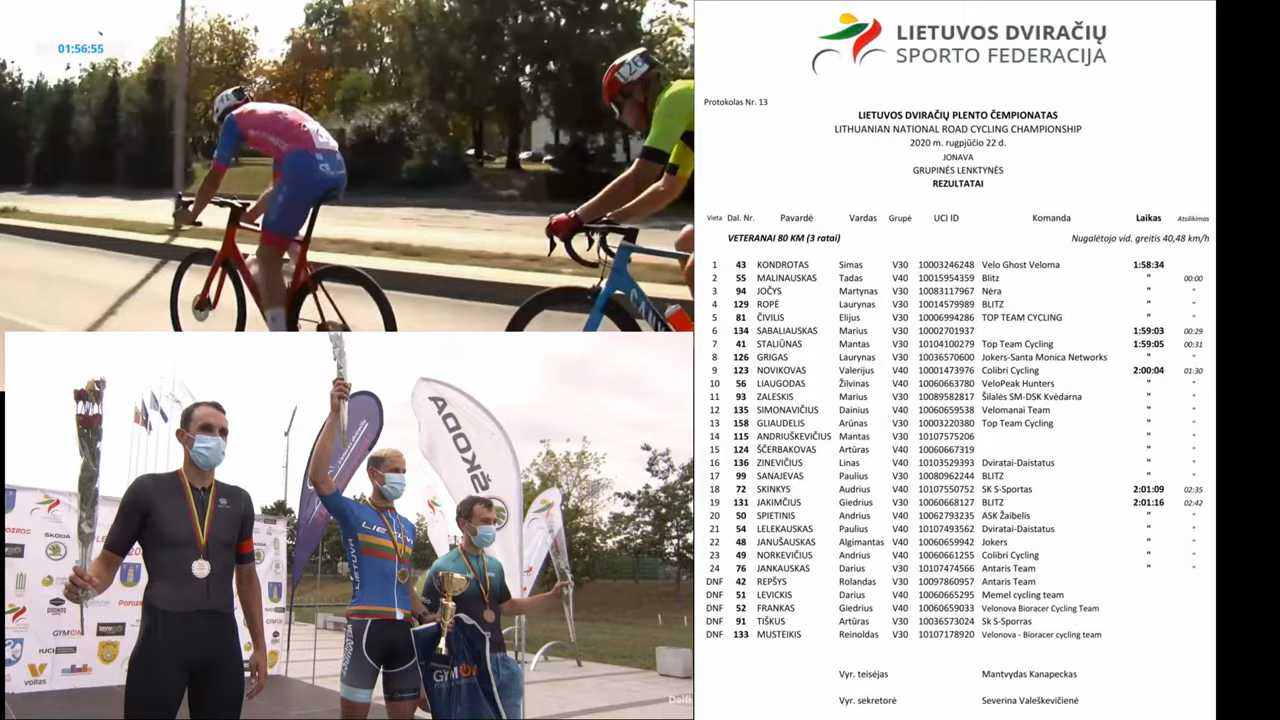 01:56:55
126
LIETUVOS DVIRAČIŲ
SPORTO FEDERACIJA
Protokolas Nr. 13
LIETUVOS DVIRAČIŲ PLENTO ČEMPIONATAS
LITHUANIAN NATIONAL ROAD CYCLING CHAMPIONSHIP
2020 m. rugpjūčio 22 d.
JONAVA
GRUPINĖS LENKTYNĖS
REZULTATAI
Vieta Dal. Nr. Pavardė Vardas Grupė UCI ID Komanda Laikas Atsilikimas
VETERANAI 80 KM (3 ratai) Nugalėtojo vid. greitis 40,48 km/h
1 43 KONDROTAS Simas V30 10003246248 Velo Ghost Veloma 1:58:34
2 55 MALINAUSKAS Tadas V40 10015954359 Blitz " 00:00
3 94 JOČYS Martynas V30 10083117967 Nėra " "
4 129 ROPĖ Laurynas V30 10014579989 BLITZ " "
5 81 ČIVILIS Elijus V30 10006994286 TOP TEAM CYCLING " "
6 134 SABALIAUSKAS Marius V30 10002701937 1:59:03 00:29
7 41 STALIŪNAS Mantas V30 10104100279 Top Team Cycling 1:59:05 00:31
8 126 GRIGAS Laurynas V30 10036570600 Jokers-Santa Monica Networks " "
9 123 NOVIKOVAS Valerijus V40 10001473976 Colibri Cycling 2:00:04 01:30
10 56 LIAUGODAS Žilvinas V40 10060663780 VeloPeak Hunters " "
11 93 ZALESKIS Marius V30 10089582817 Šilalės SM-DSK Kvėdarna " "
12 135 SIMONAVIČIUS Dainius V40 10060659538 Velomanai Team " "
13 158 GLIAUDELIS Arūnas V30 10003220380 Top Team Cycling " "
14 115 ANDRIUŠKEVIČIUS Mantas V30 10107575206 " "
15 124 ŠČERBAKOVAS Artūras V40 10060667319 " "
16 136 ZINEVIČIUS Linas V40 10103529393 Dviratai-Daistatus " "
17 99 SANAJEVAS Paulius V30 10080962244 BLITZ " "
18 72 SKINKYS Audrius V40 10107550752 SK S-Sportas 2:01:09 02:35
19 131 JAKIMČIUS Giedrius V30 10060668127 BLITZ 2:01:16 02:42
20 50 SPIETINIS Andrius V40 10062793235 ASK Žaibelis " "
21 54 LELEKAUSKAS Paulius V40 10107493562 Dviratai-Daistatus " "
22 48 JANUŠAUSKAS Algimantas V40 10060659942 Jokers " "
23 49 NORKEVIČIUS Andrius V40 10060661255 Colibri Cycling " "
24 76 JANKAUSKAS Darius V40 10107474566 Antaris Team " "
DNF 42 REPŠYS Rolandas V30 10097860957 Antaris Team
DNF 51 LEVICKIS Darius V40 10060665295 Memel cycling team
DNF 52 FRANKAS Giedrius V40 10060659033 Velonova Bioracer Cycling Team
DNF 91 TIŠKUS Artūras V30 10036573024 Sk S-Sporras
DNF 133 MUSTEIKIS Reinoldas V30 10107178920 Velonova - Bioracer cycling team
Vyr. teisėjas Mantvydas Kanapeckas
Vyr. sekretorė Severina Valeškevičienė
ŠKODA
LIETUVA
ŠKODA
GYMON
UCI
vollas
GYMON
Delfi